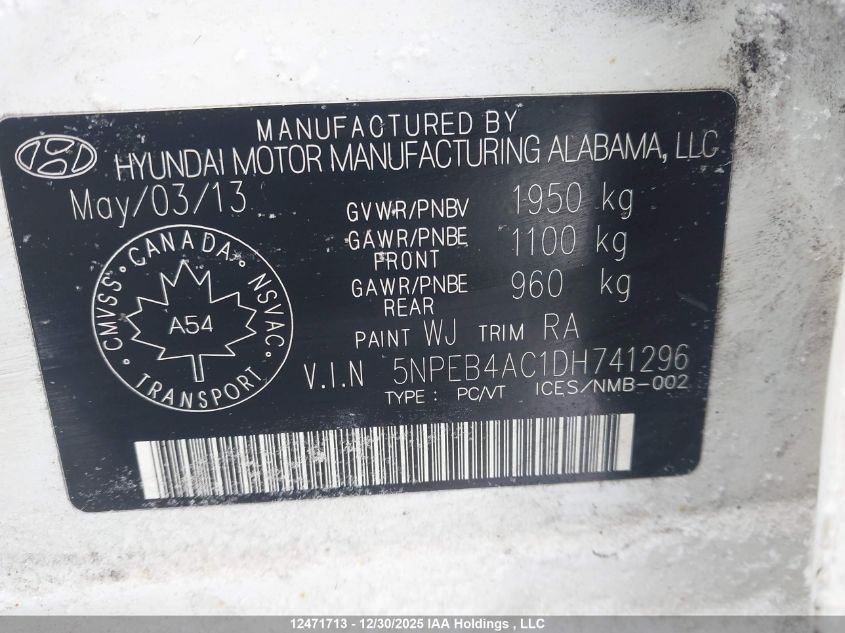 MANUFACTURED BY
HYUNDAI MOTOR MANUFACTURING ALABAMA, LLC
May/03/13
GVWR/PNBV 1950 kg
GAWR/PNBE FRONT 1100 kg
GAWR/PNBE REAR 960 kg
PAINT WJ TRIM RA
V.I.N 5NPEB4AC1DH741296
TYPE : PC/VT ICES/NMB-002
CANADA · NSVAC · TRANSPORT · CMVSS ·
A54
12471713 - 12/30/2025 IAA Holdings , LLC